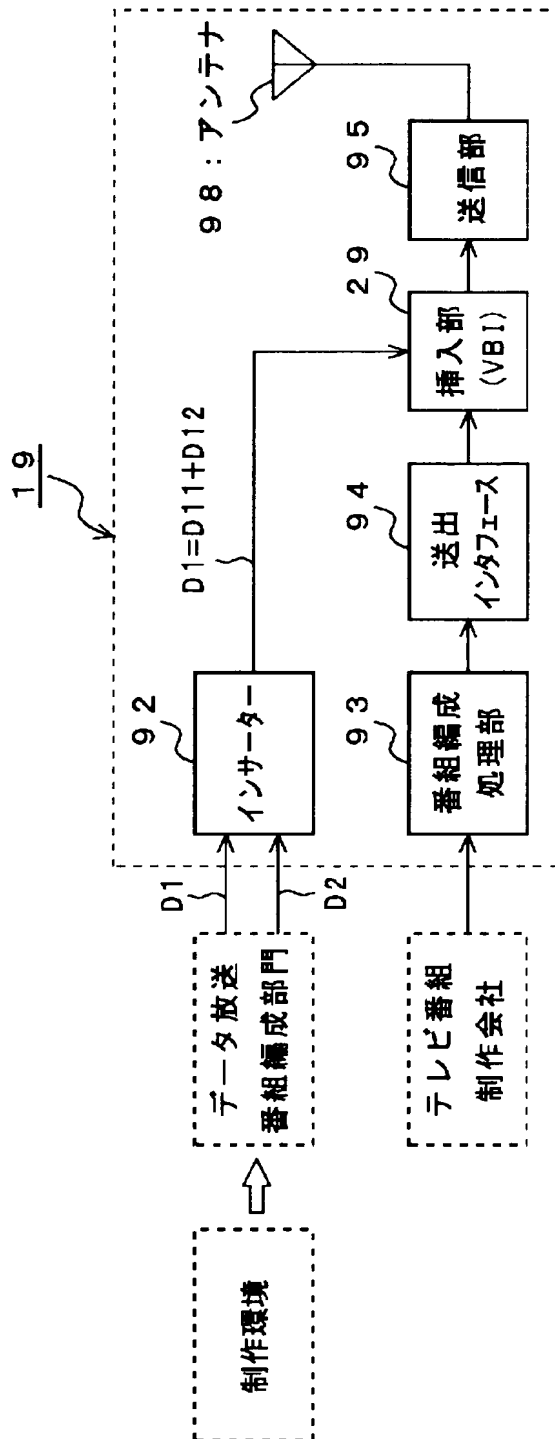 19
98：アンテナ
制作環境
データ放送
番組編成部門
D1
D2
92
インサーター
D1=D11+D12
テレビ番組
制作会社
93
番組編成
処理部
94
送出
インタフェース
29
挿入部
(VBI)
95
送信部